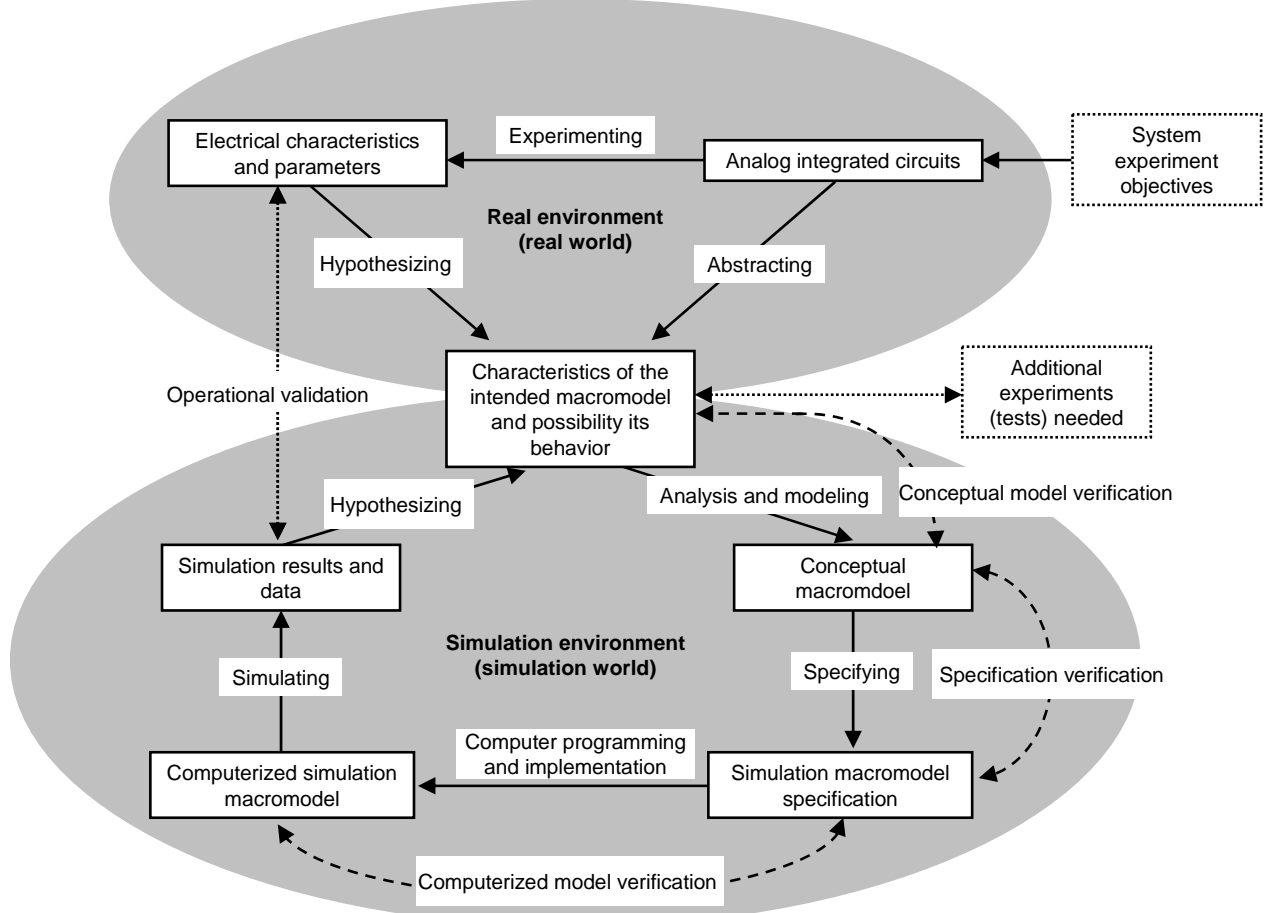 Experimenting
Electrical characteristics
and parameters
Analog integrated circuits
System
experiment
objectives
Real environment
(real world)
Hypothesizing
Abstracting
Characteristics of the
intended macromodel
and possibility its
behavior
Additional
experiments
(tests) needed
Operational validation
Hypothesizing
Analysis and modeling
Conceptual model verification
Simulation results and
data
Conceptual
macromdoel
Simulation environment
(simulation world)
Simulating
Specifying
Specification verification
Computer programming
and implementation
Computerized simulation
macromodel
Simulation macromodel
specification
Computerized model verification